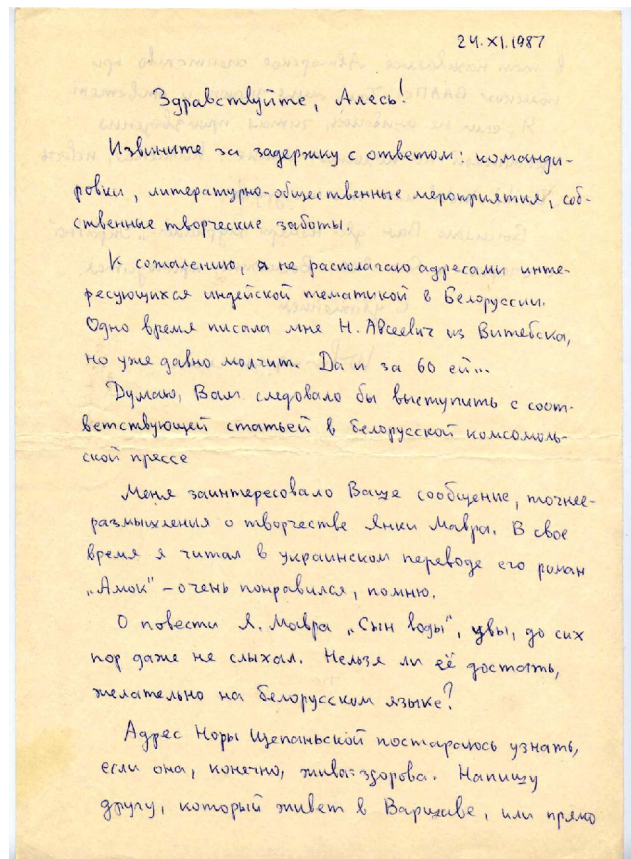 24.XI.1987
Здравствуйте, Алесь!
Извините за задержку с ответом: команди-
ровки, литературно-общественные мероприятия, соб-
ственные творческие заботы.
К сожалению, я не располагаю адресами инте-
ресующихся индейской тематикой в Белоруссии.
Одно время писала мне Н. Авсеевич из Витебска,
но уже давно молчит. Да и за 60 ей...
Думаю, Вам следовало бы выступить с соот-
ветствующей статьей в белорусской комсомоль-
ской прессе
Меня заинтересовало Ваше сообщение, точнее-
размышления о творчестве Янки Мавра. В свое
время я читал в украинском переводе его роман
„Амок" – очень понравился, помню.
О повести Я. Мавра „Сын воды", увы, до сих
пор даже не слыхал. Нельзя ли её достать,
желательно на белорусском языке?
Адрес Норы Щепаньской постараюсь узнать,
если она, конечно, жива-здорова. Напишу
другу, который живет в Варшаве, или прямо